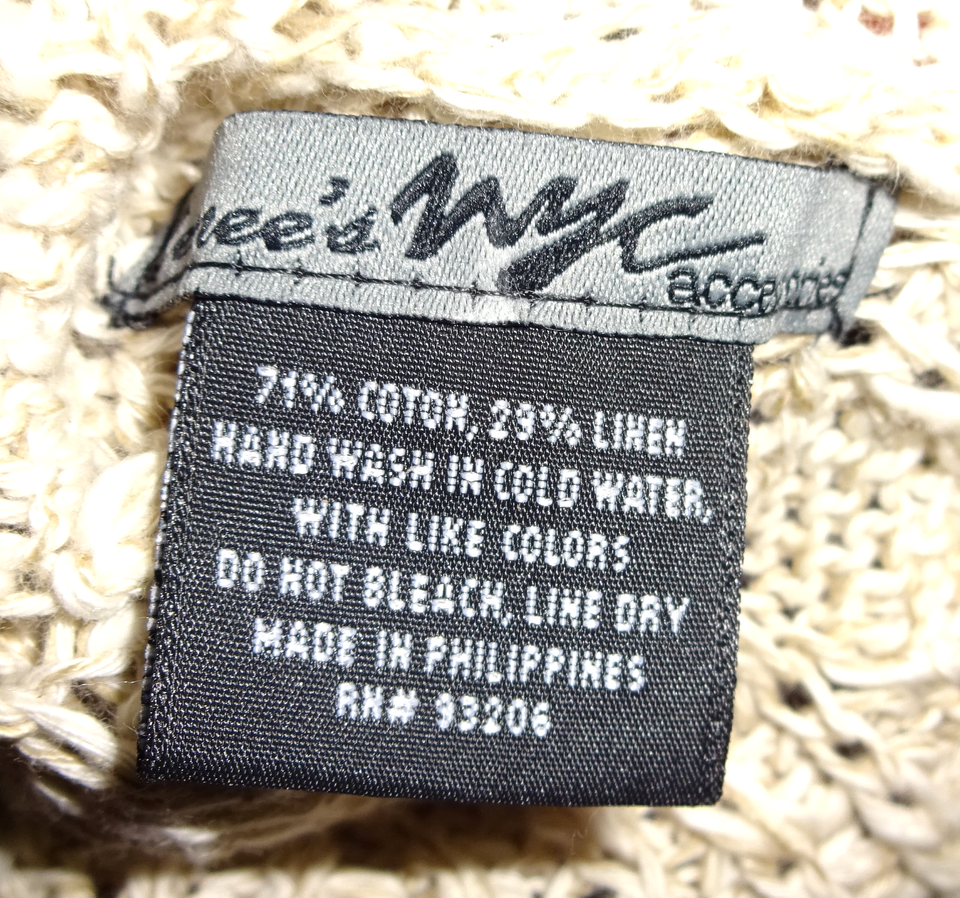 NYC
accessories
71% COTON, 29% LINEN
HAND WASH IN COLD WATER,
WITH LIKE COLORS
DO NOT BLEACH, LINE DRY
MADE IN PHILIPPINES
RN# 93206